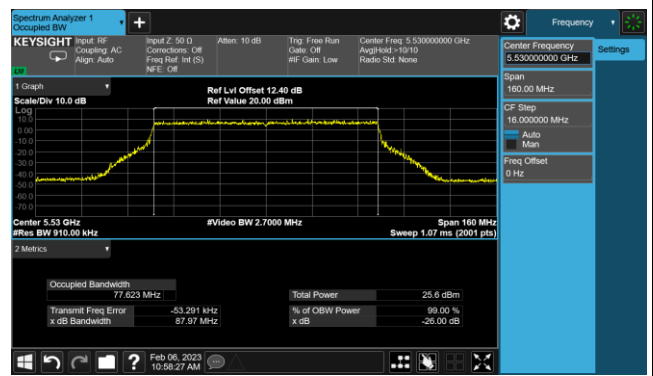 Spectrum Analyzer 1
Occupied BW
Frequency
KEYSIGHT
Input: RF
Coupling: AC
Align: Auto
Input Z: 50 Ω
Corrections: Off
Freq Ref: Int (S)
NFE: Off
Atten: 10 dB
Trig: Free Run
Gate: Off
#IF Gain: Low
Center Freq: 5.530000000 GHz
Avg|Hold:>10/10
Radio Std: None
Center Frequency
5.530000000 GHz
Settings
Span
160.00 MHz
CF Step
16.000000 MHz
Auto
Man
Freq Offset
0 Hz
1 Graph
Scale/Div 10.0 dB
Ref Lvl Offset 12.40 dB
Ref Value 20.00 dBm
Log
10.0
0.00
-10.0
-20.0
-30.0
-40.0
-50.0
-60.0
-70.0
Center 5.53 GHz
#Video BW 2.7000 MHz
Span 160 MHz
#Res BW 910.00 kHz
Sweep 1.07 ms (2001 pts)
2 Metrics
Occupied Bandwidth
77.623 MHz
Total Power 25.6 dBm
Transmit Freq Error -53.291 kHz
% of OBW Power 99.00 %
x dB Bandwidth 87.97 MHz
x dB -26.00 dB
?
Feb 06, 2023
10:58:27 AM